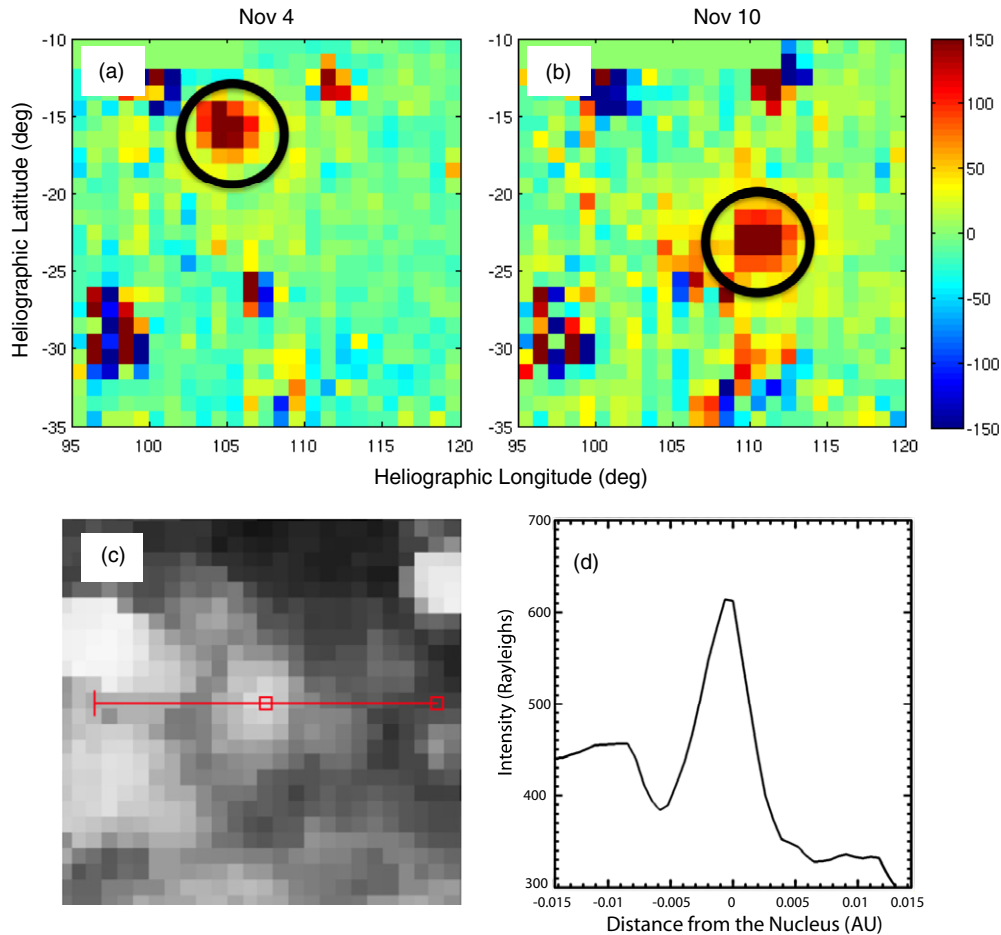 Nov 4
Nov 10
(a)
(b)
-10
-15
-20
-25
-30
-35
95 100 105 110 115 120
-10
-15
-20
-25
-30
-35
95 100 105 110 115 120
150
100
50
0
-50
-100
-150
Heliographic Latitude (deg)
Heliographic Longitude (deg)
(c)
(d)
700
600
500
400
300
Intensity (Rayleighs)
-0.015 -0.010 -0.005 0 0.005 0.010 0.015
Distance from the Nucleus (AU)